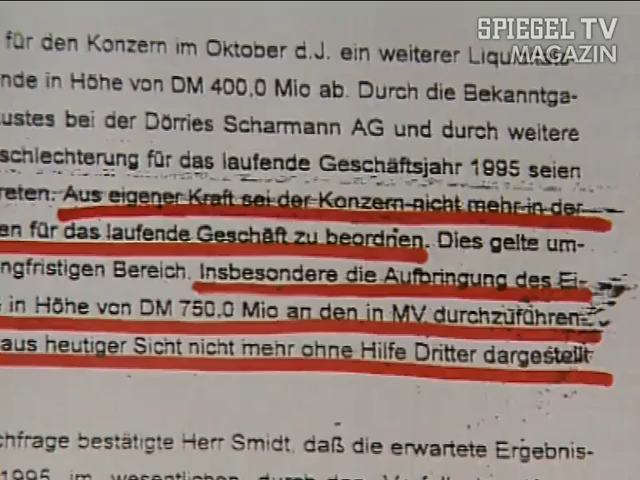 SPIEGEL TV
MAGAZIN
für den Konzern im Oktober d.J. ein weiterer
nde in Höhe von DM 400,0 Mio ab. Durch die Bekanntga-
ustes bei der Dörries Scharmann AG und durch weitere
schlechterung für das laufende Geschäftsjahr 1995 seien
reten. Aus eigener Kraft sei der Konzern nicht mehr in der
en für das laufende Geschäft zu beordnen. Dies gelte um-
ngfristigen Bereich. Insbesondere die Aufbringung des Ei-
in Höhe von DM 750,0 Mio an den in MV durchzuführen-
aus heutiger Sicht nicht mehr ohne Hilfe Dritter dargestellt
chfrage bestätigte Herr Smidt, daß die erwartete Ergebnis-
1995 im wesentlichen durch den